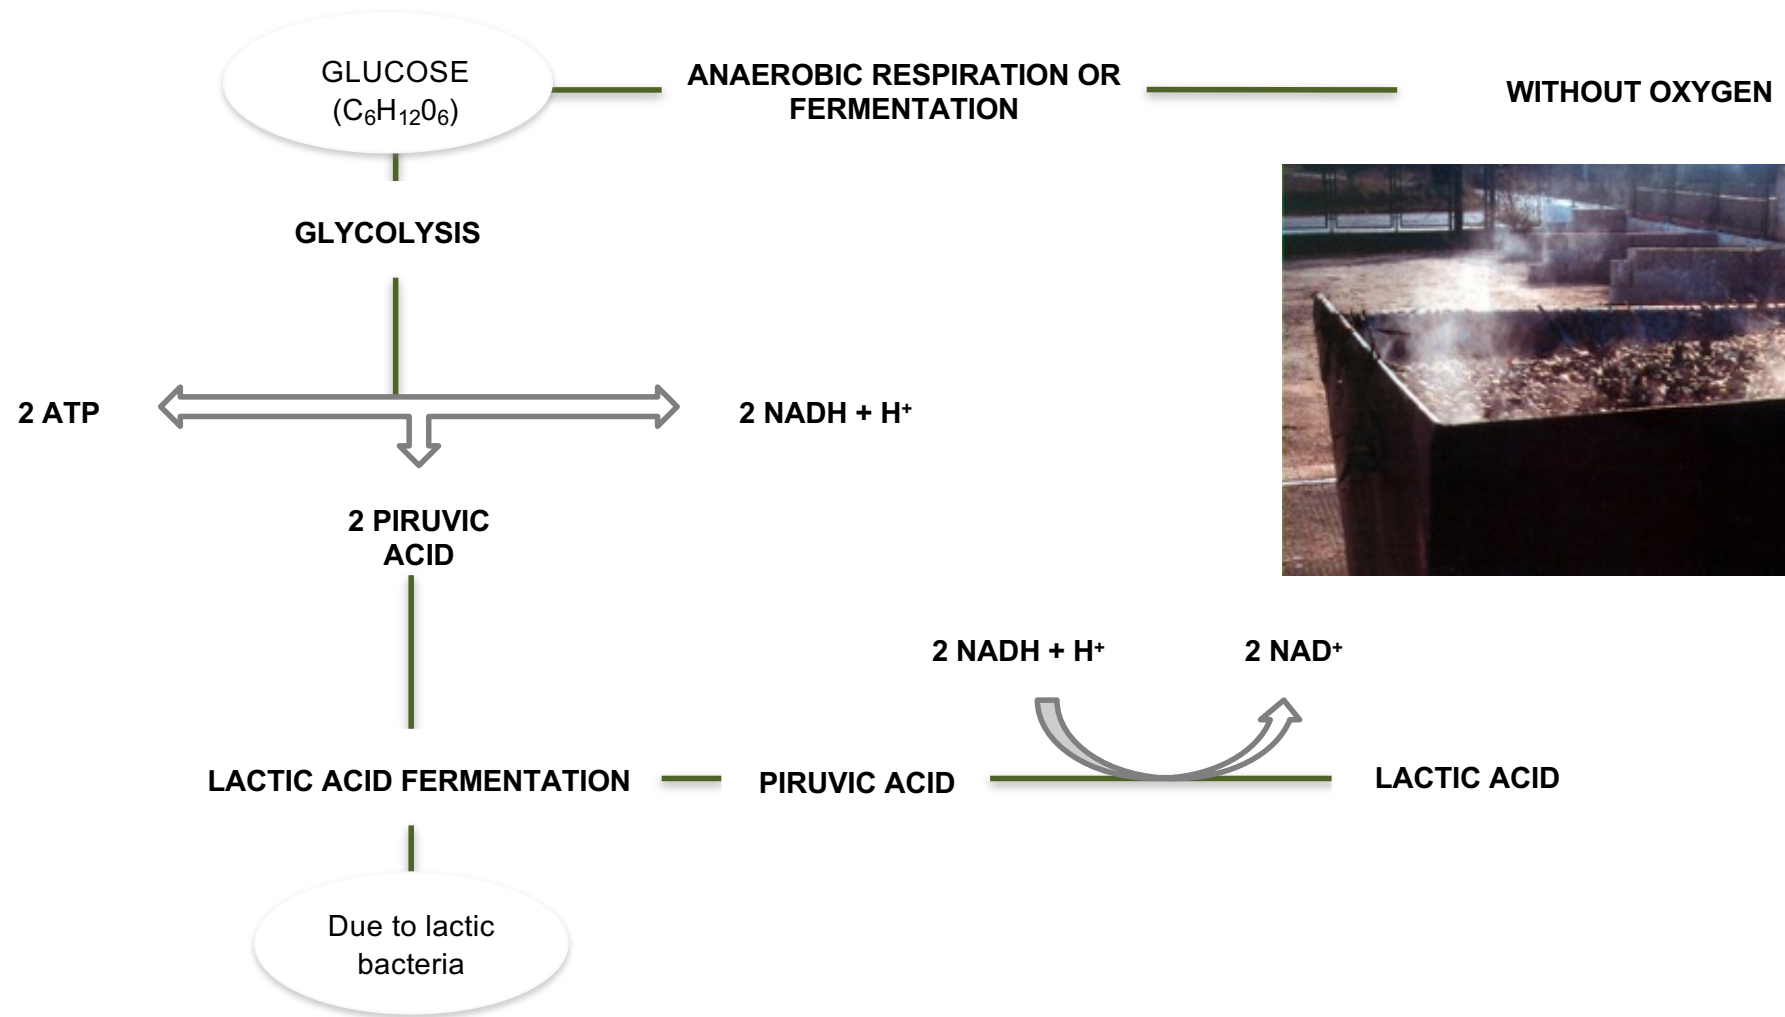 GLUCOSE
(C₆H₁₂0₆)
ANAEROBIC RESPIRATION OR
FERMENTATION
WITHOUT OXYGEN
GLYCOLYSIS
2 ATP
2 NADH + H⁺
2 PIRUVIC
ACID
2 NADH + H⁺
2 NAD⁺
LACTIC ACID FERMENTATION
PIRUVIC ACID
LACTIC ACID
Due to lactic
bacteria